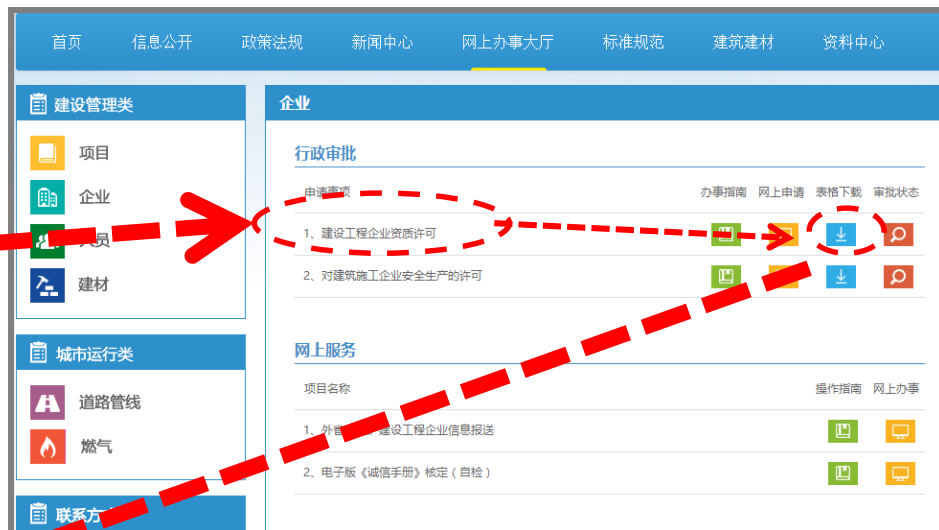 首页 信息公开 政策法规 新闻中心 网上办事大厅 标准规范 建筑建材 资料中心
建设管理类
项目
企业
人员
建材
城市运行类
道路管线
燃气
联系方
企业
行政审批
申请事项 办事指南 网上申请 表格下载 审批状态
1、建设工程企业资质许可
2、对建筑施工企业安全生产的许可
网上服务
项目名称 操作指南 网上办事
1、外省 建设工程企业信息报送
2、电子版《诚信手册》核定（自检）